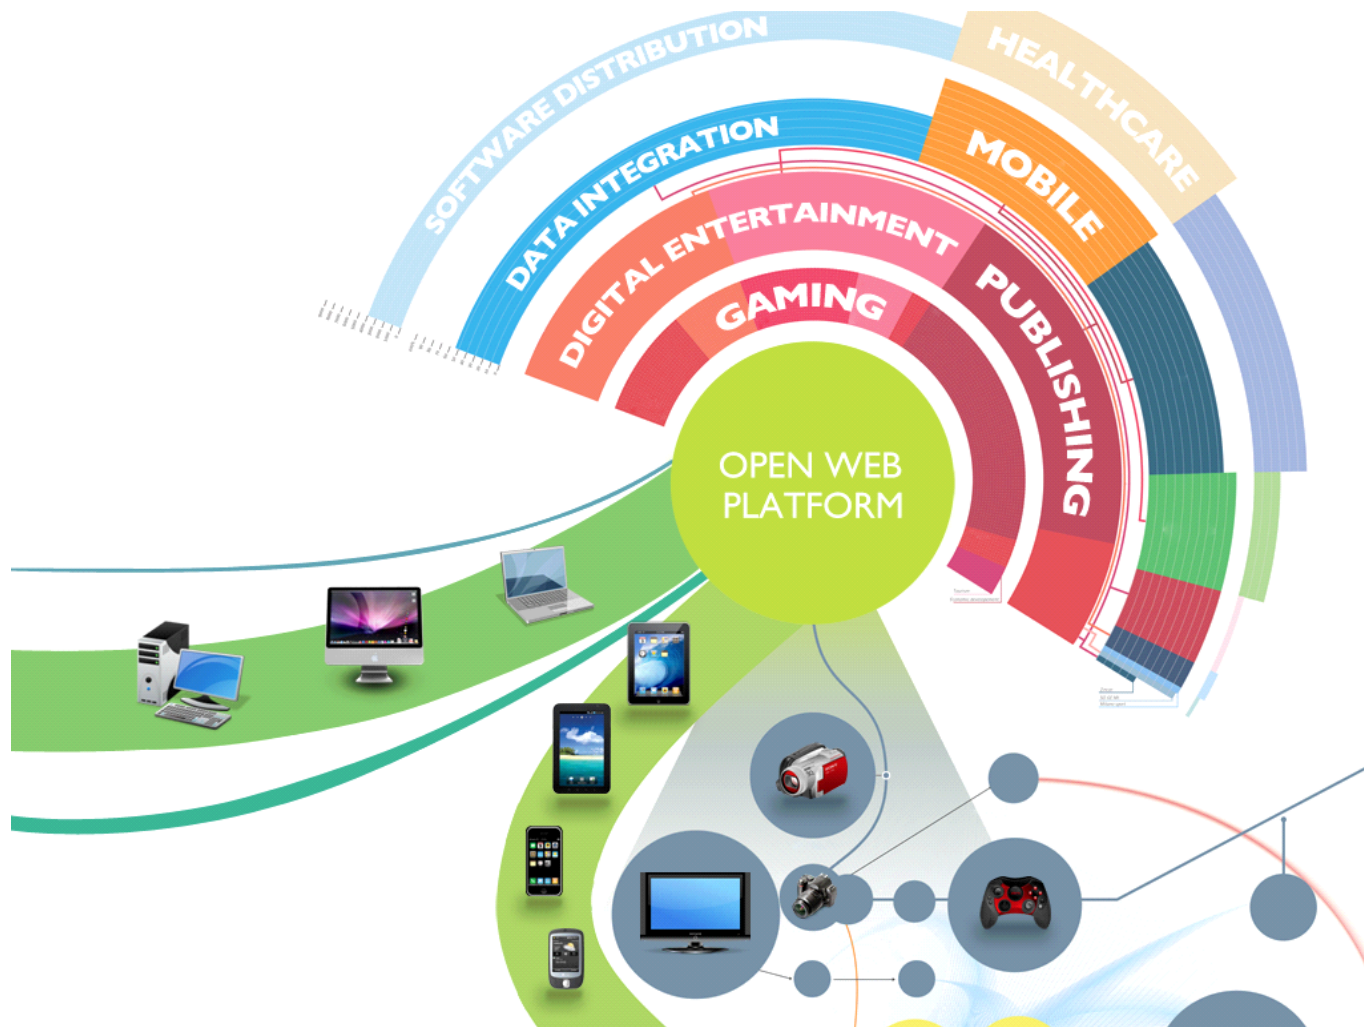 SOFTWARE DISTRIBUTION
HEALTHCARE
DATA INTEGRATION
MOBILE
DIGITAL ENTERTAINMENT
PUBLISHING
GAMING
OPEN WEB
PLATFORM